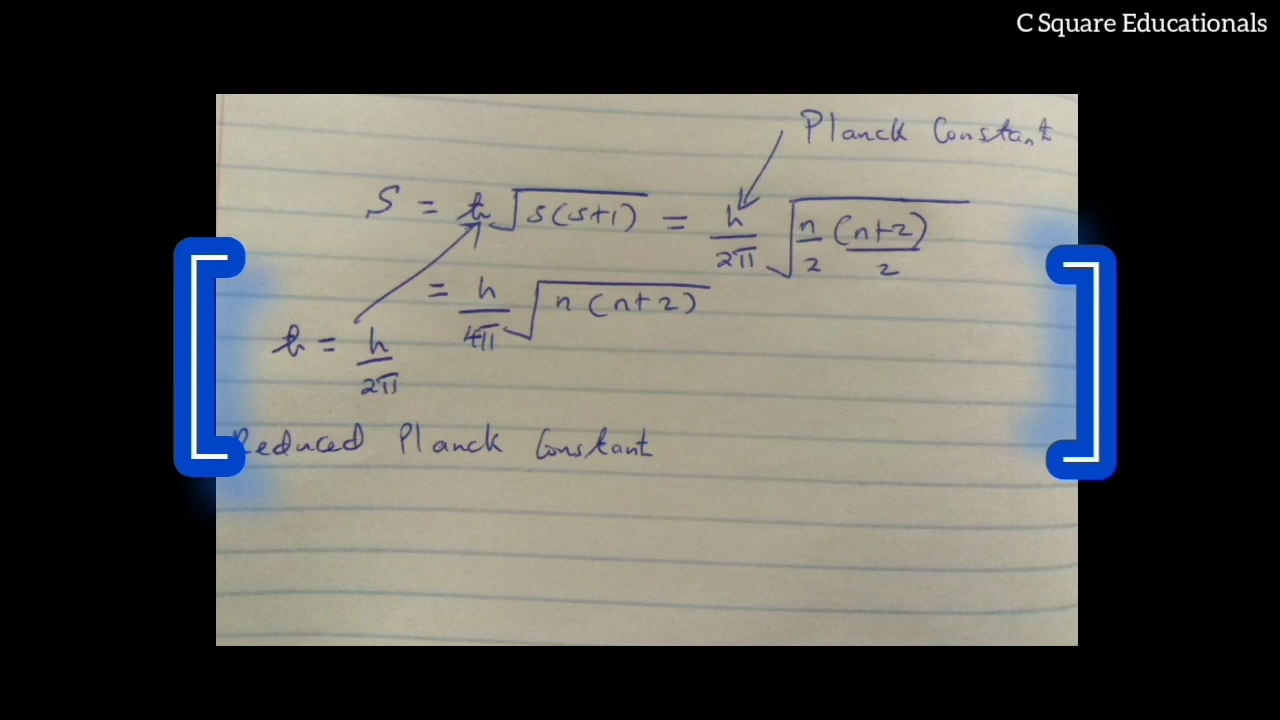 C Square Educationals
Planck Constant
S = ħ √(s(s+1)) = h/2π √(n/2 (n+2)/2)
= h/4π √(n(n+2))
ħ = h/2π
Reduced Planck Constant